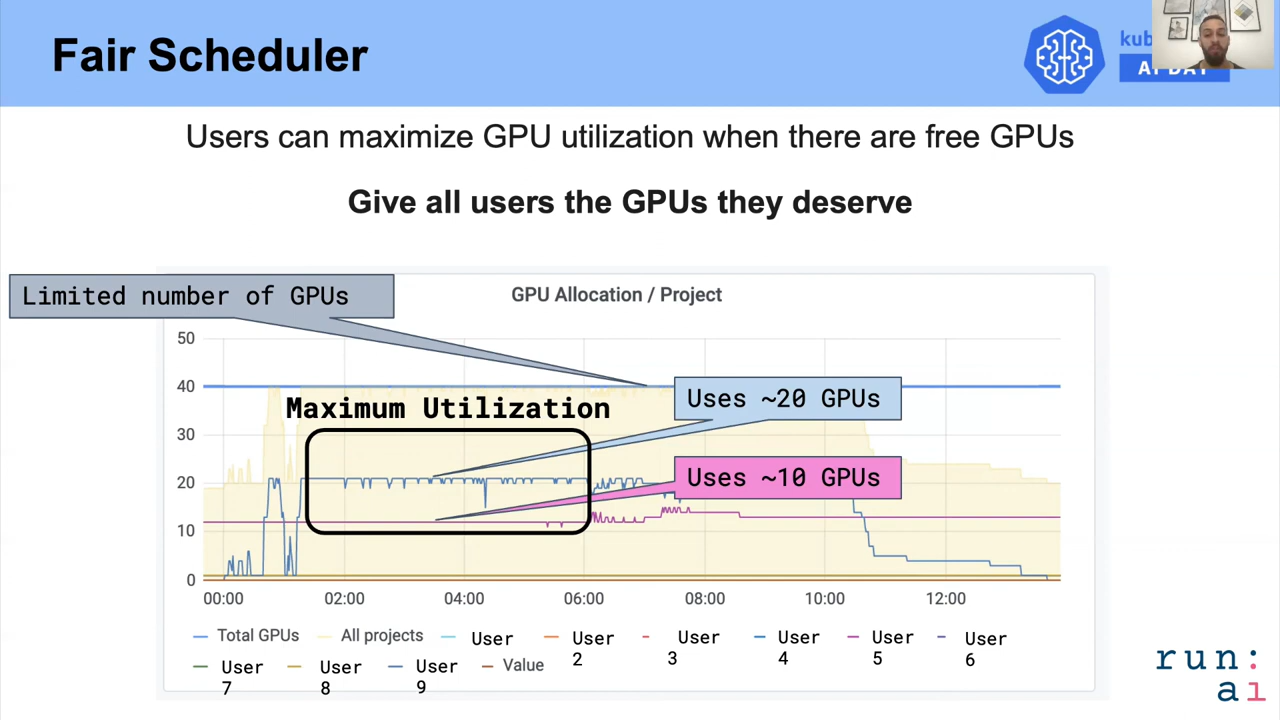 Fair Scheduler
AI DAY
Users can maximize GPU utilization when there are free GPUs
Give all users the GPUs they deserve
Limited number of GPUs
GPU Allocation / Project
50
40
30
20
10
0
Maximum Utilization
Uses ~20 GPUs
Uses ~10 GPUs
00:00 02:00 04:00 06:00 08:00 10:00 12:00
Total GPUs All projects User User 2 User 3 User 4 User 5 User 6
User 7 User 8 User 9 Value
run:
ai